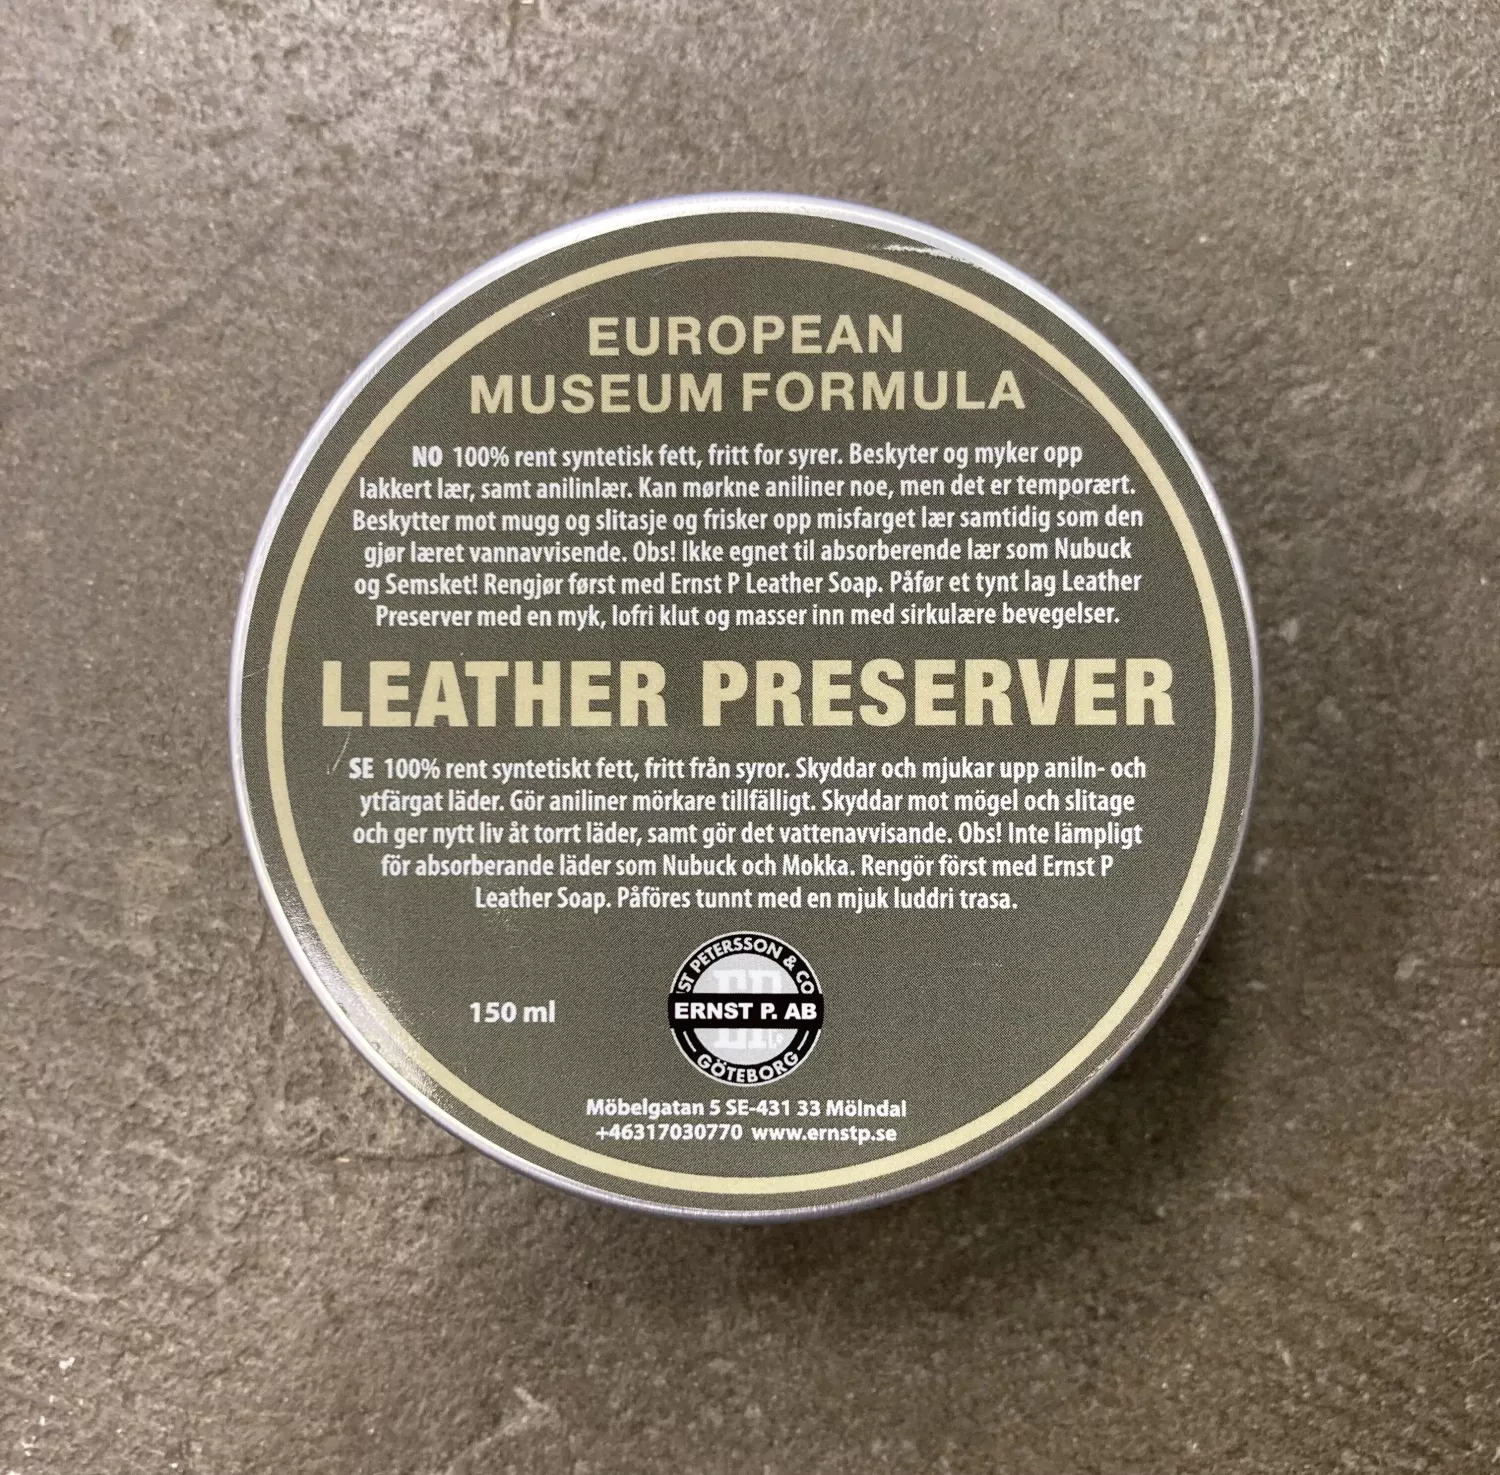 EUROPEAN
MUSEUM FORMULA
NO 100% rent syntetisk fett, fritt for syrer. Beskyter og myker opp
lakkert lær, samt anilinlær. Kan mørkne aniliner noe, men det er temporært.
Beskytter mot mugg og slitasje og frisker opp misfarget lær samtidig som den
gjør læret vannavvisende. Obs! Ikke egnet til absorberende lær som Nubuck
og Semsket! Rengjør først med Ernst P Leather Soap. Påfør et tynt lag Leather
Preserver med en myk, lofri klut og masser inn med sirkulære bevegelser.
LEATHER PRESERVER
SE 100% rent syntetiskt fett, fritt från syror. Skyddar och mjukar upp aniln- och
ytfärgat läder. Gör aniliner mörkare tillfälligt. Skyddar mot mögel och slitage
och ger nytt liv åt torrt läder, samt gör det vattenavvisande. Obs! Inte lämpligt
för absorberande läder som Nubuck och Mokka. Rengör först med Ernst P
Leather Soap. Påföres tunnt med en mjuk luddri trasa.
150 ml
ST PETERSSON & CO
ERNST P. AB
GÖTEBORG
Möbelgatan 5 SE-431 33 Mölndal
+46317030770 www.ernstp.se